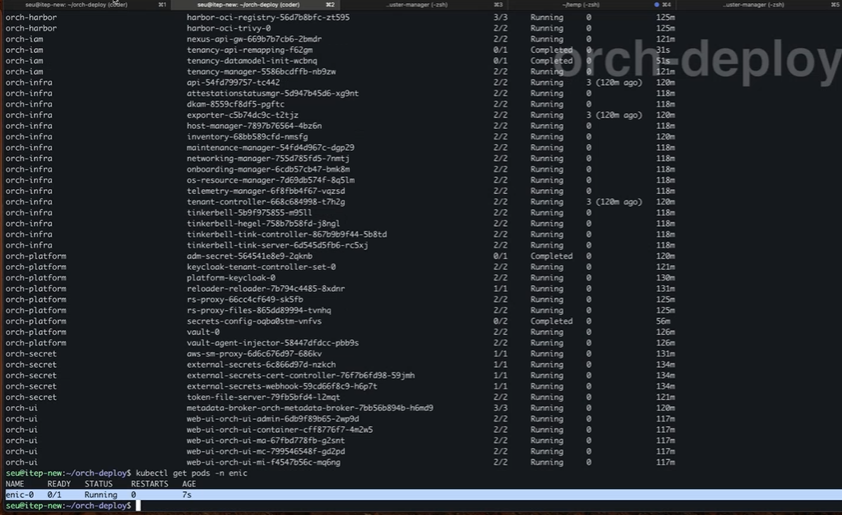 seu@itep-new:~/orch-deploy (coder) ⌘1 seu@itep-new:~/orch-deploy (coder) ⌘2 ...uster-manager (-zsh) ⌘3 ~/temp (-zsh) ⌘4 ...uster-manager (-zsh) ⌘5
orch-deploy
orch-harbor harbor-oci-registry-56d7b8bfc-zt595 3/3 Running 0 125m
orch-harbor harbor-oci-trivy-0 2/2 Running 0 125m
orch-iam nexus-api-gw-669b7b7cb6-2bmdr 2/2 Running 0 121m
orch-iam tenancy-api-remapping-f62gm 0/1 Completed 0 31s
orch-iam tenancy-datamodel-init-wcbnq 0/1 Completed 0 51s
orch-iam tenancy-manager-5586bcdffb-nb9zw 2/2 Running 0 121m
orch-infra api-54fd799757-tc442 2/2 Running 3 (120m ago) 120m
orch-infra attestationstatusmgr-5d947b45d6-xg9nt 2/2 Running 0 118m
orch-infra dkam-8559cf8df5-pgftc 2/2 Running 0 118m
orch-infra exporter-c5b74dc9c-t2tjz 2/2 Running 3 (120m ago) 120m
orch-infra host-manager-7897b76564-4bz6n 2/2 Running 0 118m
orch-infra inventory-68bb589cfd-nmsfg 2/2 Running 0 120m
orch-infra maintenance-manager-54fd4d967c-dgp29 2/2 Running 0 118m
orch-infra networking-manager-755d785fd5-7nmtj 2/2 Running 0 118m
orch-infra onboarding-manager-6cdb57cb47-bmk8m 2/2 Running 0 118m
orch-infra os-resource-manager-7d69db574f-8q5lm 2/2 Running 0 118m
orch-infra telemetry-manager-6f8fbb4f67-vqzsd 2/2 Running 0 118m
orch-infra tenant-controller-668c684998-t7h2g 2/2 Running 3 (120m ago) 118m
orch-infra tinkerbell-5b9f975855-m95ll 2/2 Running 0 118m
orch-infra tinkerbell-hegel-758b7b58fd-j8ngl 2/2 Running 0 118m
orch-infra tinkerbell-tink-controller-867b9b9f44-5b8td 2/2 Running 0 118m
orch-infra tinkerbell-tink-server-6d545d5fb6-rc5xj 2/2 Running 0 118m
orch-platform adm-secret-564541e8e9-2qknb 0/1 Completed 0 120m
orch-platform keycloak-tenant-controller-set-0 2/2 Running 0 121m
orch-platform platform-keycloak-0 2/2 Running 0 130m
orch-platform reloader-reloader-7b794c4485-8xdnr 1/1 Running 0 131m
orch-platform rs-proxy-66cc4cf649-sk5fb 2/2 Running 0 125m
orch-platform rs-proxy-files-865dd89994-tvnhq 2/2 Running 0 125m
orch-platform secrets-config-oqba0stm-vnfvs 0/2 Completed 0 56m
orch-platform vault-0 2/2 Running 0 126m
orch-platform vault-agent-injector-58447dfdcc-pbb9s 2/2 Running 0 126m
orch-secret aws-sm-proxy-6d6c676d97-686kv 1/1 Running 0 131m
orch-secret external-secrets-6c866d97d-nzkch 1/1 Running 0 134m
orch-secret external-secrets-cert-controller-76f7b6fd98-59jmh 1/1 Running 0 134m
orch-secret external-secrets-webhook-59cd66f8c9-h6p7t 1/1 Running 0 134m
orch-secret token-file-server-79fb5bfd4-l2mqt 2/2 Running 0 121m
orch-ui metadata-broker-orch-metadata-broker-7bb56b894b-h6md9 3/3 Running 0 120m
orch-ui web-ui-orch-ui-admin-6db9f89b65-2wp9d 2/2 Running 0 117m
orch-ui web-ui-orch-ui-container-cff8776f7-4m2w5 2/2 Running 0 117m
orch-ui web-ui-orch-ui-ma-67fbd778fb-g2snt 2/2 Running 0 117m
orch-ui web-ui-orch-ui-mc-799546548f-gd2pd 2/2 Running 0 117m
orch-ui web-ui-orch-ui-mi-f4547b56c-mq6ng 2/2 Running 0 117m
seu@itep-new:~/orch-deploy$ kubectl get pods -n enic
NAME READY STATUS RESTARTS AGE
enic-0 0/1 Running 0 7s
seu@itep-new:~/orch-deploy$